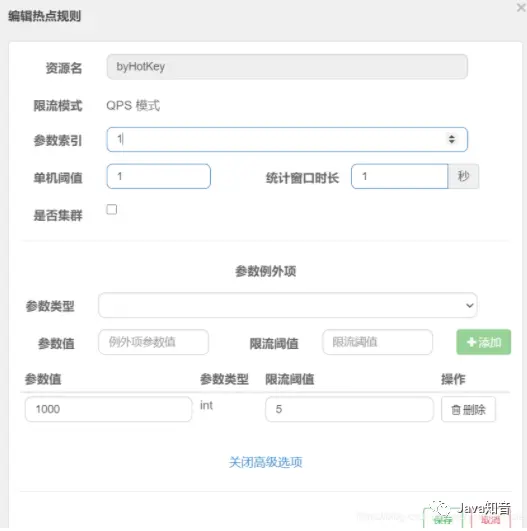 编辑热点规则 ×
资源名 byHotKey
限流模式 QPS 模式
参数索引 1
单机阈值 1 统计窗口时长 1 秒
是否集群
参数例外项
参数类型
参数值 例外项参数值 限流阈值 限流阈值 +添加
参数值 参数类型 限流阈值 操作
1000 int 5 删除
关闭高级选项
保存 取消
Java知音